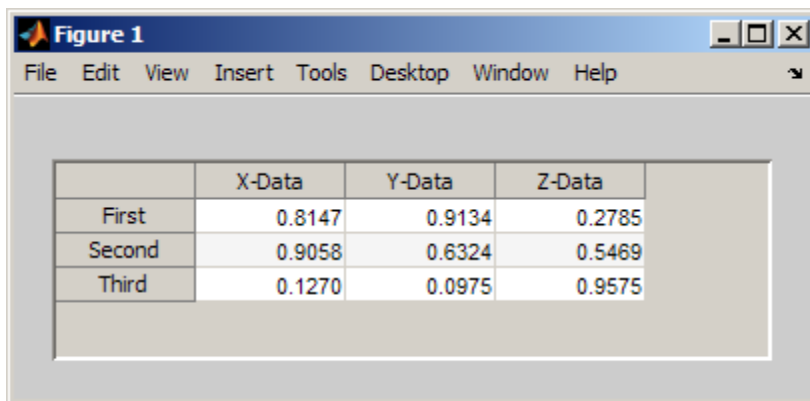 Figure 1
File Edit View Insert Tools Desktop Window Help
X-Data Y-Data Z-Data
First 0.8147 0.9134 0.2785
Second 0.9058 0.6324 0.5469
Third 0.1270 0.0975 0.9575